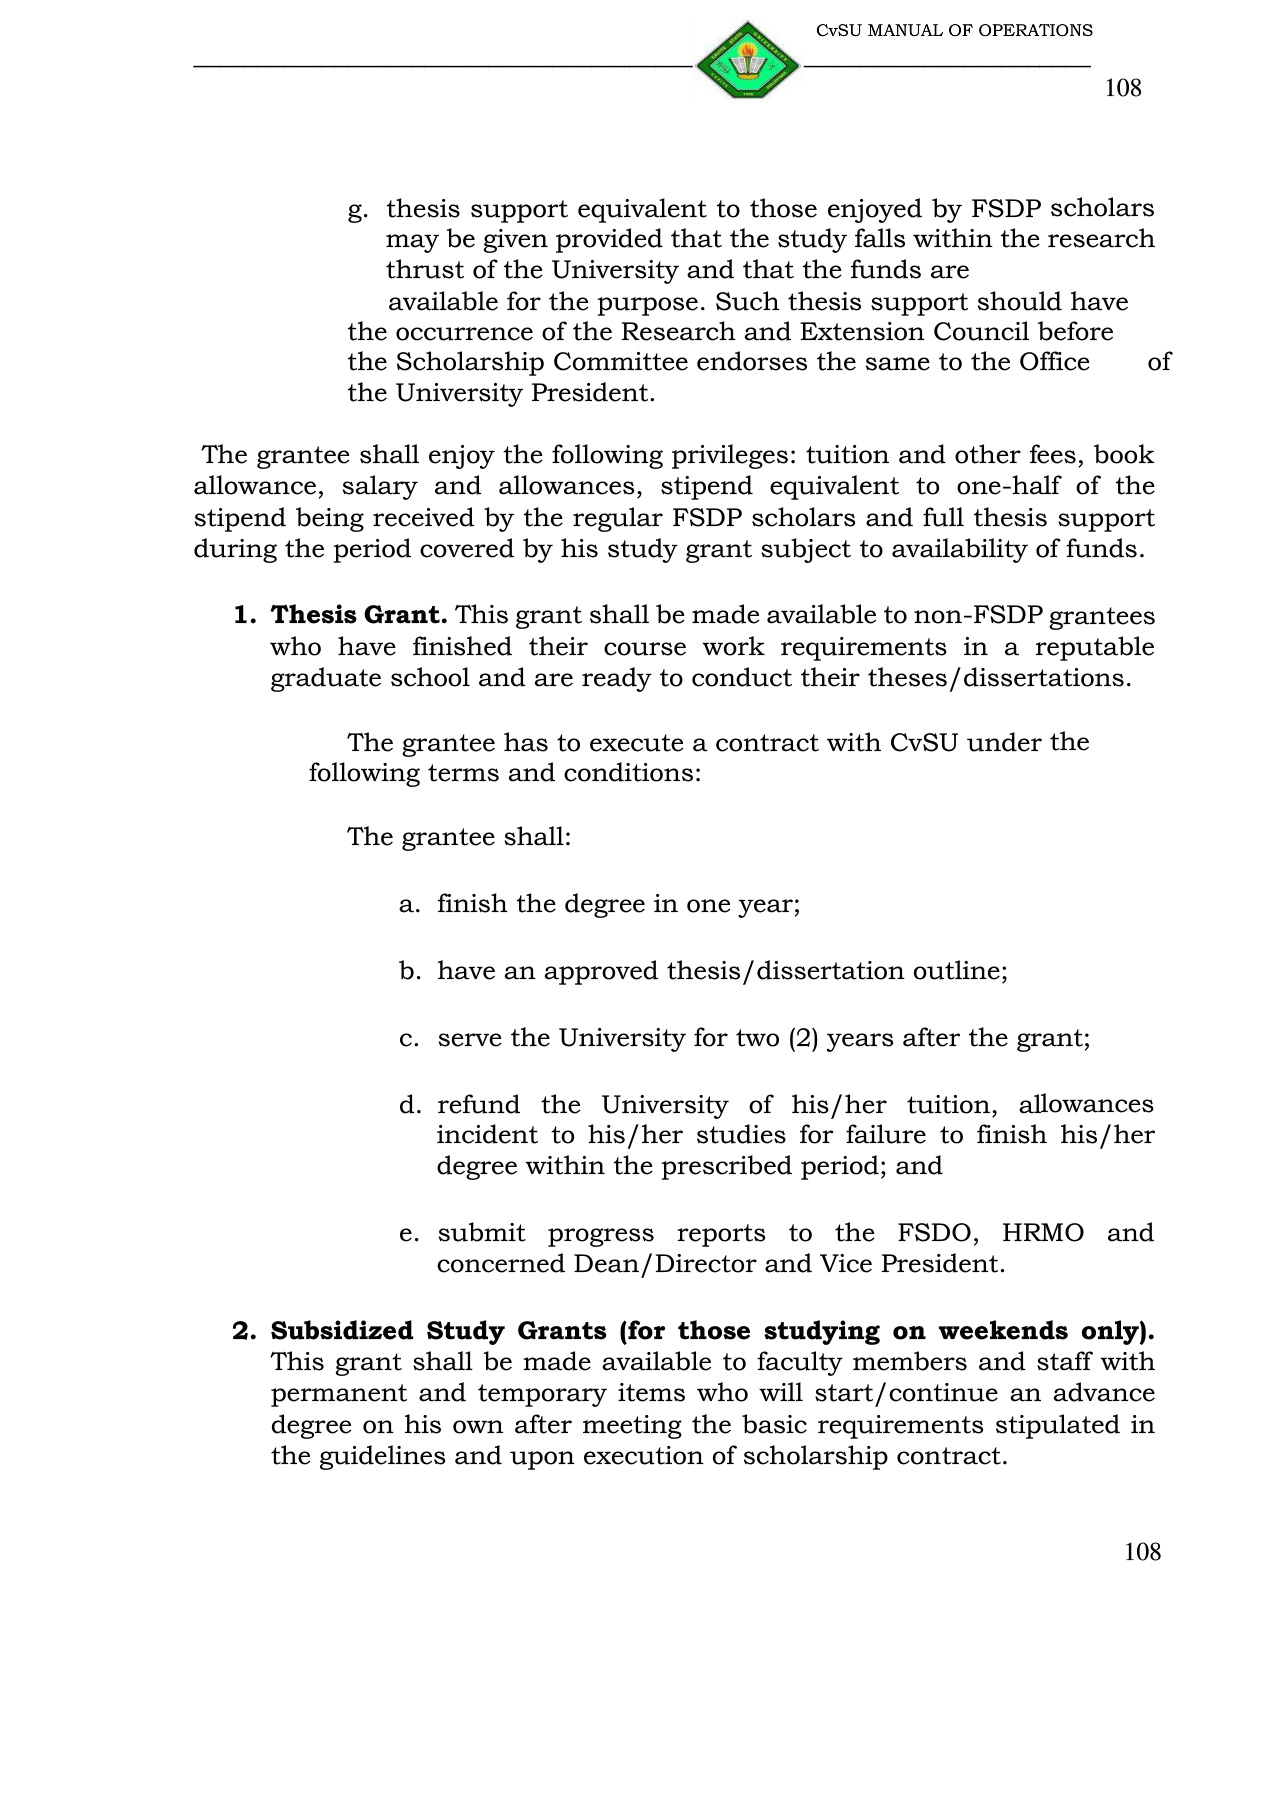 CvSU MANUAL OF OPERATIONS
108
g. thesis support equivalent to those enjoyed by FSDP scholars
may be given provided that the study falls within the research
thrust of the University and that the funds are
available for the purpose. Such thesis support should have
the occurrence of the Research and Extension Council before
the Scholarship Committee endorses the same to the Office of
the University President.
The grantee shall enjoy the following privileges: tuition and other fees, book
allowance, salary and allowances, stipend equivalent to one-half of the
stipend being received by the regular FSDP scholars and full thesis support
during the period covered by his study grant subject to availability of funds.
1. Thesis Grant. This grant shall be made available to non-FSDP grantees
who have finished their course work requirements in a reputable
graduate school and are ready to conduct their theses/dissertations.
The grantee has to execute a contract with CvSU under the
following terms and conditions:
The grantee shall:
a. finish the degree in one year;
b. have an approved thesis/dissertation outline;
c. serve the University for two (2) years after the grant;
d. refund the University of his/her tuition, allowances
incident to his/her studies for failure to finish his/her
degree within the prescribed period; and
e. submit progress reports to the FSDO, HRMO and
concerned Dean/Director and Vice President.
2. Subsidized Study Grants (for those studying on weekends only).
This grant shall be made available to faculty members and staff with
permanent and temporary items who will start/continue an advance
degree on his own after meeting the basic requirements stipulated in
the guidelines and upon execution of scholarship contract.
108